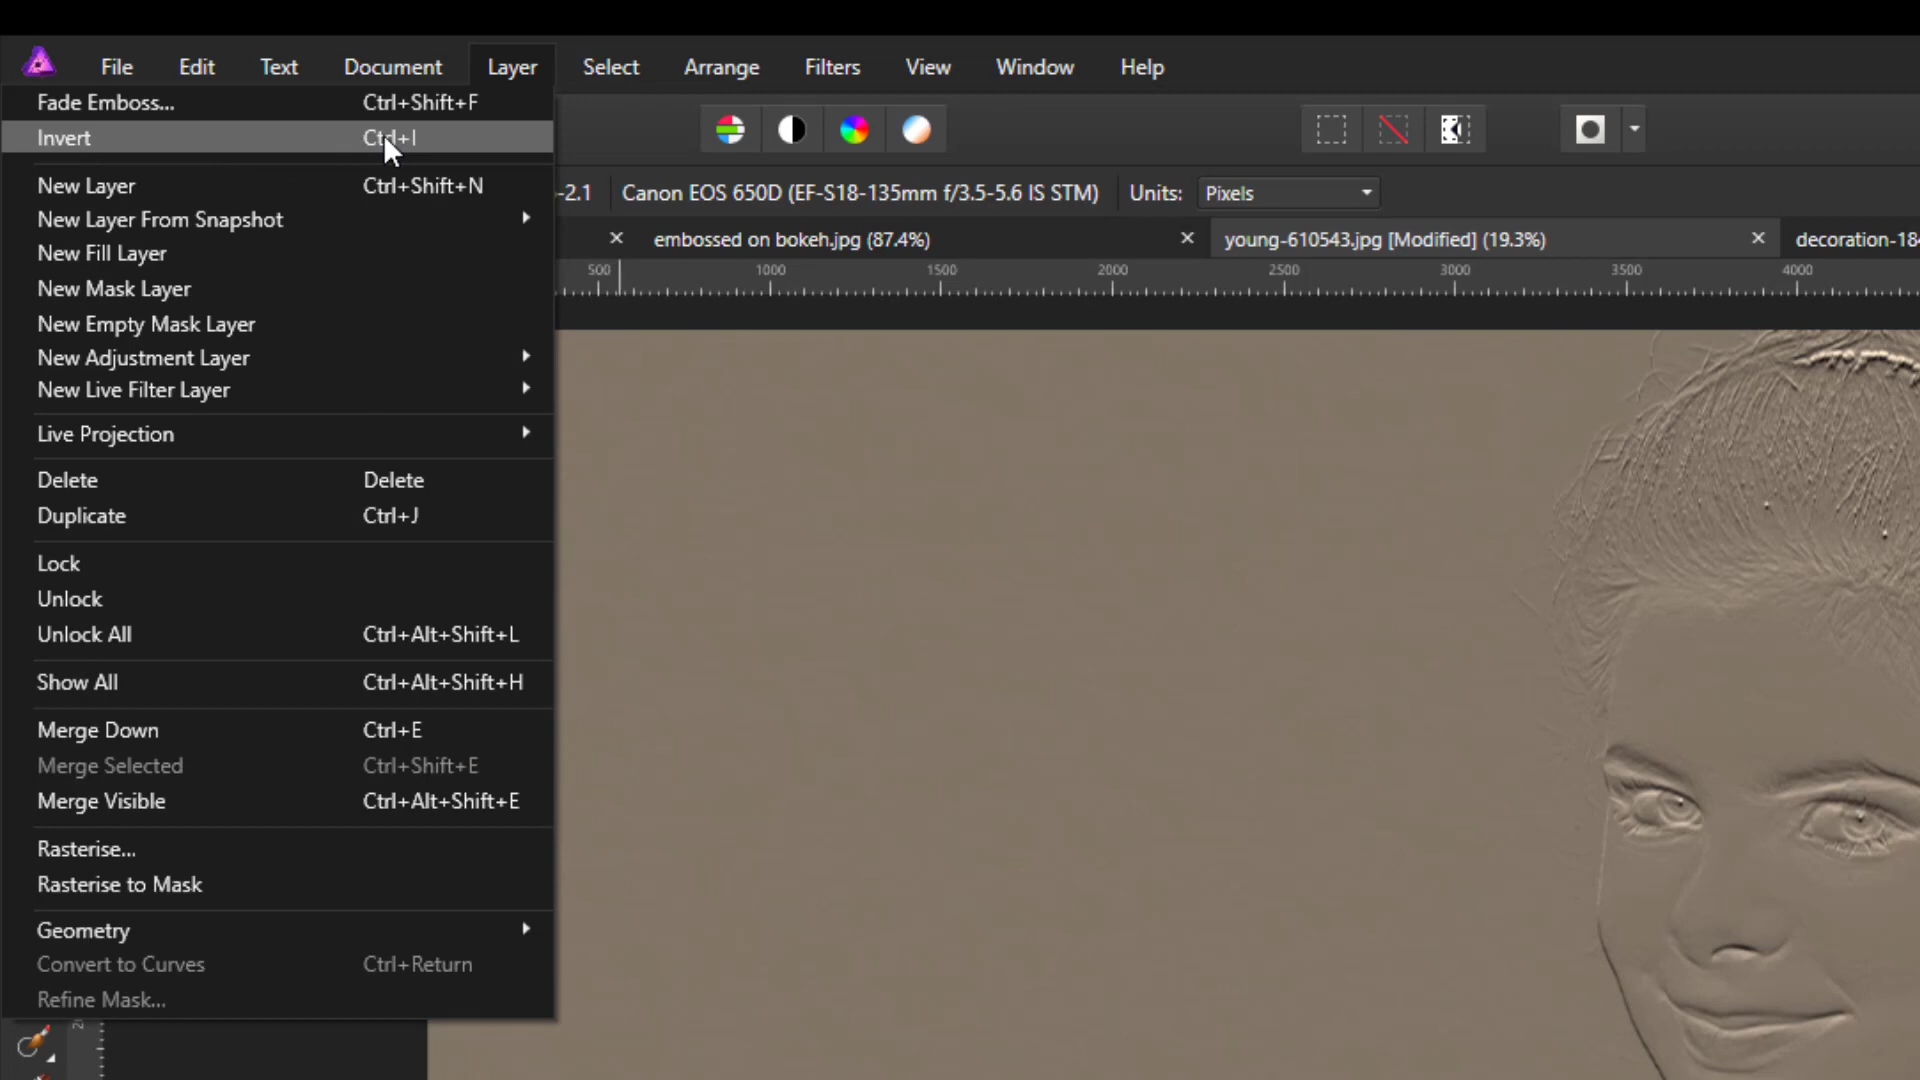 File Edit Text Document Layer Select Arrange Filters View Window Help
Fade Emboss... Ctrl+Shift+F
Invert Ctrl+I
-2.1 Canon EOS 650D (EF-S18-135mm f/3.5-5.6 IS STM) Units: Pixels
embossed on bokeh.jpg (87.4%) young-610543.jpg [Modified] (19.3%) decoration-184
500 1000 1500 2000 2500 3000 3500 4000
New Layer Ctrl+Shift+N
New Layer From Snapshot
New Fill Layer
New Mask Layer
New Empty Mask Layer
New Adjustment Layer
New Live Filter Layer
Live Projection
Delete Delete
Duplicate Ctrl+J
Lock
Unlock
Unlock All Ctrl+Alt+Shift+L
Show All Ctrl+Alt+Shift+H
Merge Down Ctrl+E
Merge Selected Ctrl+Shift+E
Merge Visible Ctrl+Alt+Shift+E
Rasterise...
Rasterise to Mask
Geometry
Convert to Curves Ctrl+Return
Refine Mask...